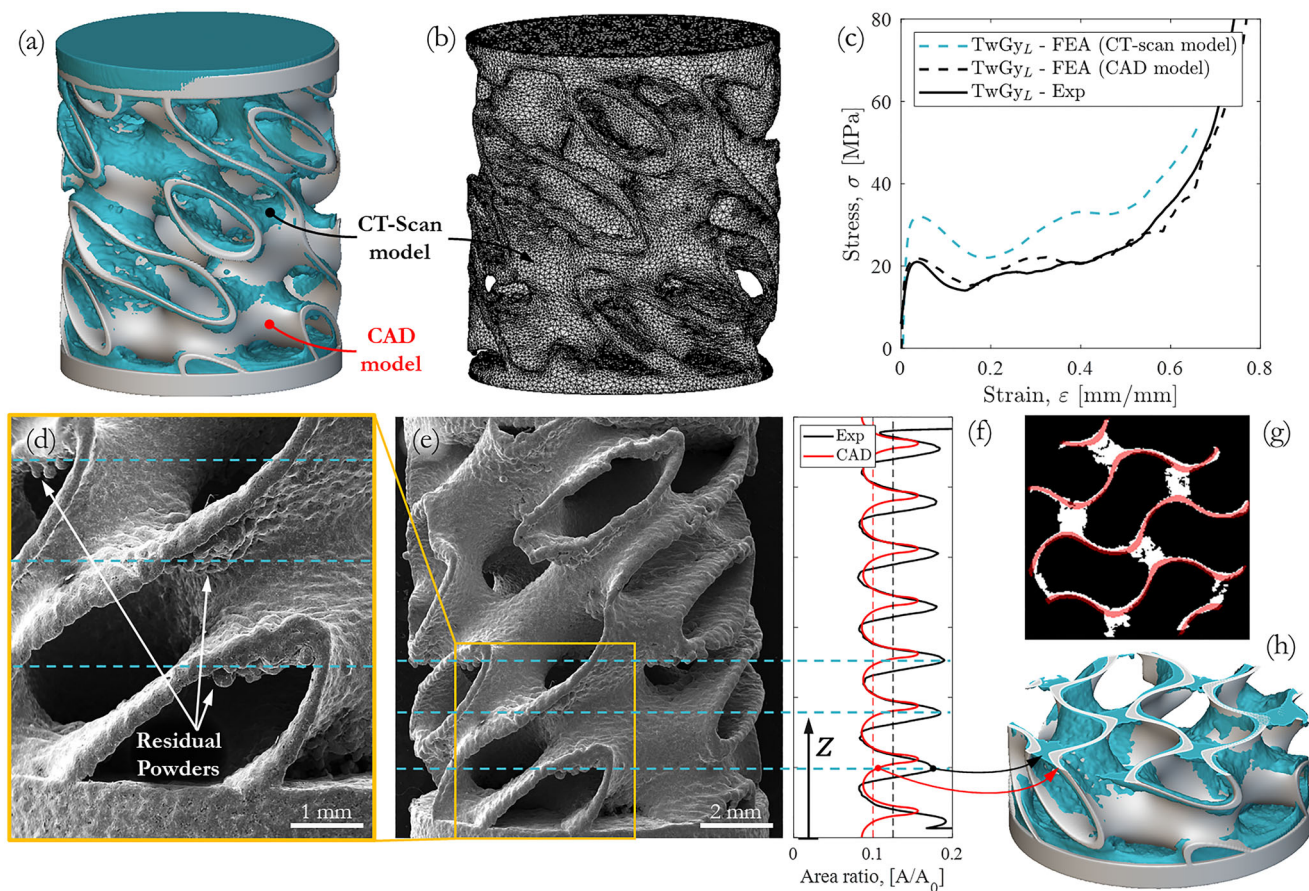 (a)
(b)
(c)
CT-Scan
model
CAD
model
80
60
40
20
0
Stress, σ [MPa]
TwGy_L - FEA (CT-scan model)
TwGy_L - FEA (CAD model)
TwGy_L - Exp
0
0.2
0.4
0.6
0.8
Strain, ε [mm/mm]
(d)
Residual
Powders
1 mm
(e)
2 mm
(f)
Exp
CAD
Z
0
0.1
0.2
Area ratio, [A/A_0]
(g)
(h)